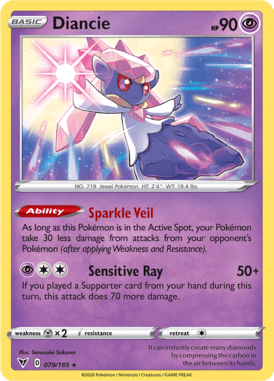 BASIC Diancie HP90
NO. 719 Jewel Pokémon HT. 2'4" WT. 19.4 lbs.
Ability Sparkle Veil
As long as this Pokémon is in the Active Spot, your Pokémon
take 30 less damage from attacks from your opponent's
Pokémon (after applying Weakness and Resistance).
Sensitive Ray 50+
If you played a Supporter card from your hand during this
turn, this attack does 70 more damage.
weakness ×2 resistance retreat
Illus. Sanosuke Sakuma
D 079/185 ★
It can instantly create many diamonds
by compressing the carbon in
the air between its hands.
©2020 Pokémon / Nintendo / Creatures / GAME FREAK